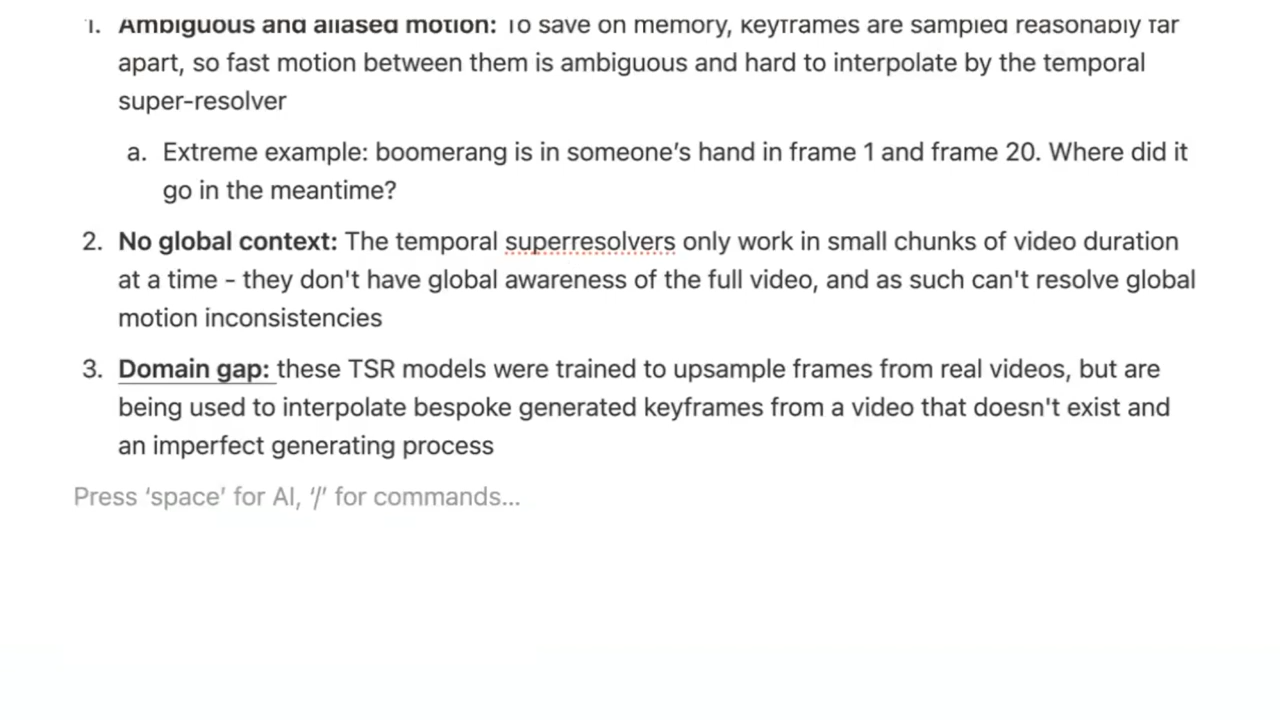 1. Ambiguous and aliased motion: To save on memory, keyframes are sampled reasonably far
apart, so fast motion between them is ambiguous and hard to interpolate by the temporal
super-resolver
a. Extreme example: boomerang is in someone’s hand in frame 1 and frame 20. Where did it
go in the meantime?
2. No global context: The temporal superresolvers only work in small chunks of video duration
at a time - they don't have global awareness of the full video, and as such can't resolve global
motion inconsistencies
3. Domain gap: these TSR models were trained to upsample frames from real videos, but are
being used to interpolate bespoke generated keyframes from a video that doesn't exist and
an imperfect generating process
Press ‘space’ for AI, ‘/’ for commands...